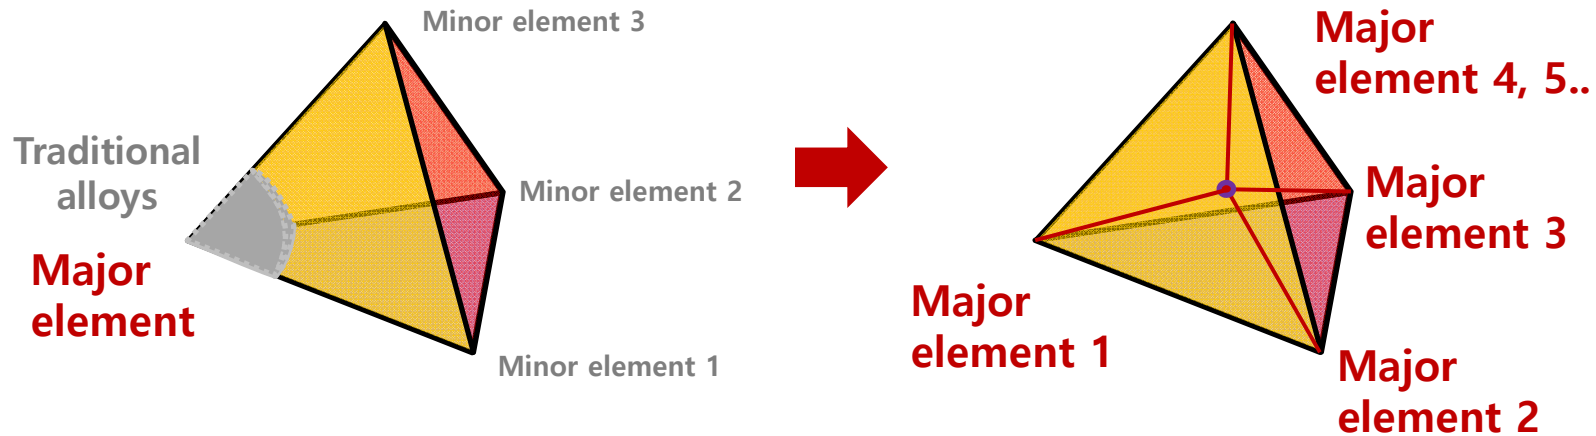 Minor element 3
Traditional
alloys
Minor element 2
Major
element
Minor element 1
Major
element 4, 5..
Major
element 3
Major
element 1
Major
element 2